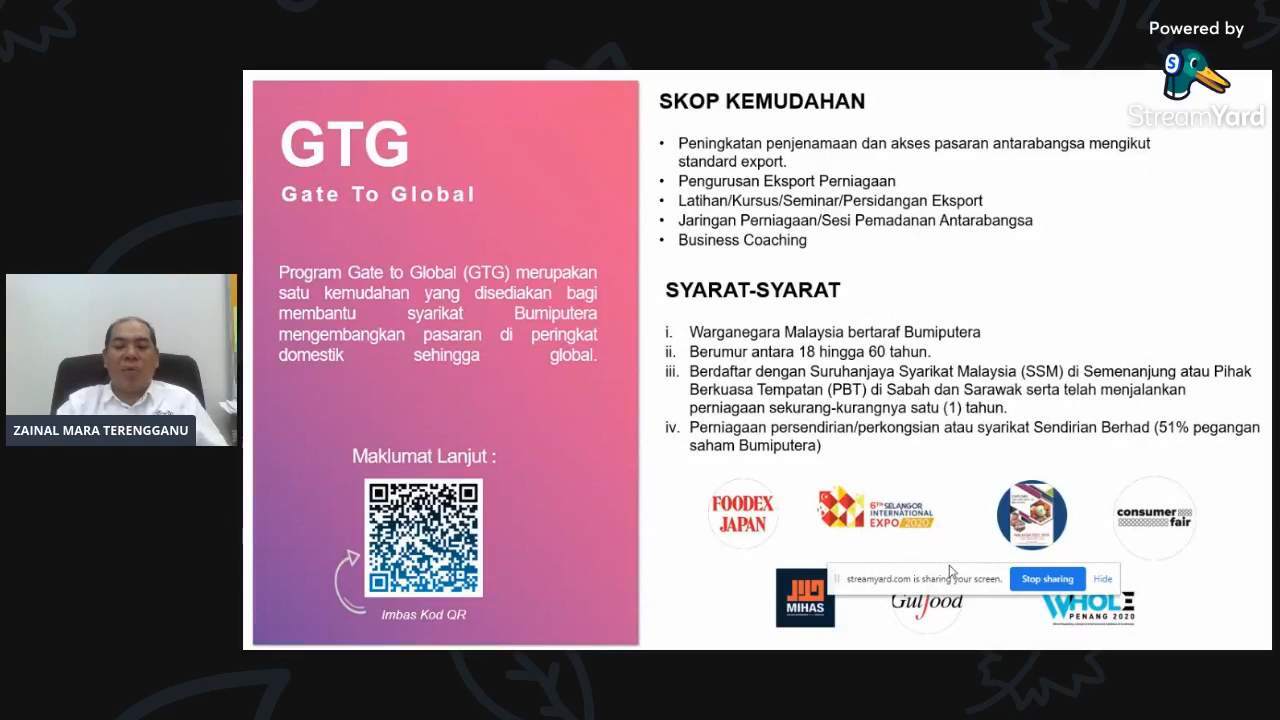 Powered by
StreamYard
GTG
Gate To Global
Program Gate to Global (GTG) merupakan
satu kemudahan yang disediakan bagi
membantu syarikat Bumiputera
mengembangkan pasaran di peringkat
domestik sehingga global.
Maklumat Lanjut :
Imbas Kod QR
SKOP KEMUDAHAN
• Peningkatan penjenamaan dan akses pasaran antarabangsa mengikut
standard export.
• Pengurusan Eksport Perniagaan
• Latihan/Kursus/Seminar/Persidangan Eksport
• Jaringan Perniagaan/Sesi Pemadanan Antarabangsa
• Business Coaching
SYARAT-SYARAT
i. Warganegara Malaysia bertaraf Bumiputera
ii. Berumur antara 18 hingga 60 tahun.
iii. Berdaftar dengan Suruhanjaya Syarikat Malaysia (SSM) di Semenanjung atau Pihak
Berkuasa Tempatan (PBT) di Sabah dan Sarawak serta telah menjalankan
perniagaan sekurang-kurangnya satu (1) tahun.
iv. Perniagaan persendirian/perkongsian atau syarikat Sendirian Berhad (51% pegangan
saham Bumiputera)
FOODEX
JAPAN
6TH SELANGOR
INTERNATIONAL
EXPO 2020
consumer
fair
streamyard.com is sharing your screen.
Stop sharing
Hide
MIHAS
Gulfood
WHOLE
PENANG 2020
ZAINAL MARA TERENGGANU